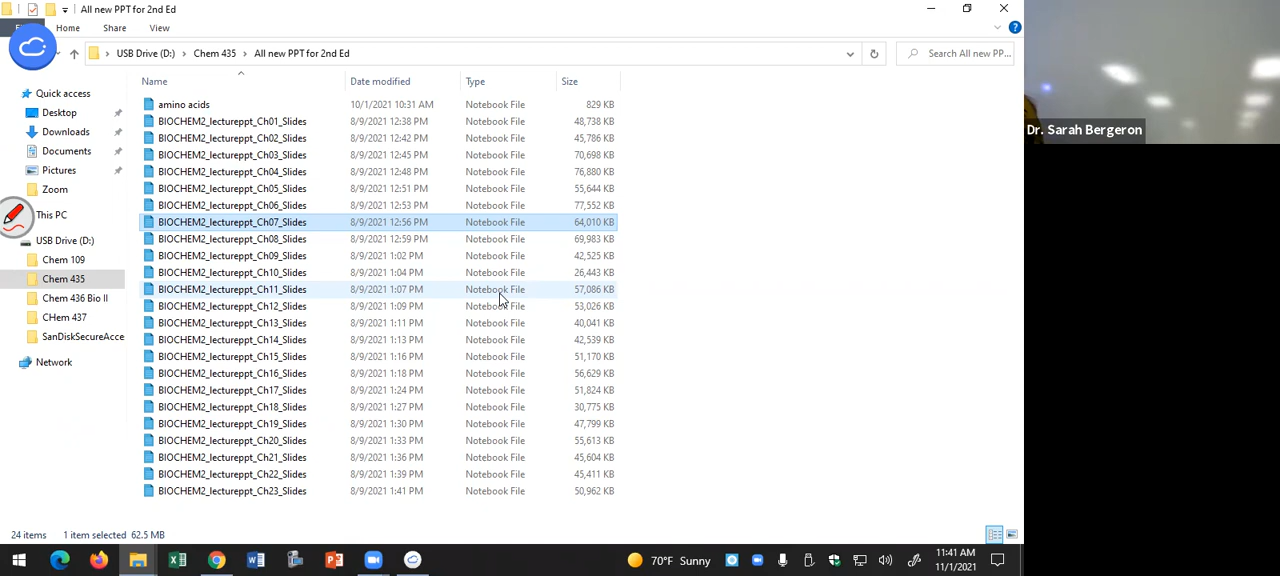 All new PPT for 2nd Ed
Home Share View
USB Drive (D:) > Chem 435 > All new PPT for 2nd Ed
Search All new PP...
Name Date modified Type Size
Quick access
Desktop
Downloads
Documents
Pictures
Zoom
This PC
USB Drive (D:)
Chem 109
Chem 435
Chem 436 Bio II
CHem 437
SanDiskSecureAcce
Network
amino acids 10/1/2021 10:31 AM Notebook File 829 KB
BIOCHEM2_lectureppt_Ch01_Slides 8/9/2021 12:38 PM Notebook File 48,738 KB
BIOCHEM2_lectureppt_Ch02_Slides 8/9/2021 12:42 PM Notebook File 45,786 KB
BIOCHEM2_lectureppt_Ch03_Slides 8/9/2021 12:45 PM Notebook File 70,698 KB
BIOCHEM2_lectureppt_Ch04_Slides 8/9/2021 12:48 PM Notebook File 76,880 KB
BIOCHEM2_lectureppt_Ch05_Slides 8/9/2021 12:51 PM Notebook File 55,644 KB
BIOCHEM2_lectureppt_Ch06_Slides 8/9/2021 12:53 PM Notebook File 77,552 KB
BIOCHEM2_lectureppt_Ch07_Slides 8/9/2021 12:56 PM Notebook File 64,010 KB
BIOCHEM2_lectureppt_Ch08_Slides 8/9/2021 12:59 PM Notebook File 69,983 KB
BIOCHEM2_lectureppt_Ch09_Slides 8/9/2021 1:02 PM Notebook File 42,525 KB
BIOCHEM2_lectureppt_Ch10_Slides 8/9/2021 1:04 PM Notebook File 26,443 KB
BIOCHEM2_lectureppt_Ch11_Slides 8/9/2021 1:07 PM Notebook File 57,086 KB
BIOCHEM2_lectureppt_Ch12_Slides 8/9/2021 1:09 PM Notebook File 53,026 KB
BIOCHEM2_lectureppt_Ch13_Slides 8/9/2021 1:11 PM Notebook File 40,041 KB
BIOCHEM2_lectureppt_Ch14_Slides 8/9/2021 1:13 PM Notebook File 42,539 KB
BIOCHEM2_lectureppt_Ch15_Slides 8/9/2021 1:16 PM Notebook File 51,170 KB
BIOCHEM2_lectureppt_Ch16_Slides 8/9/2021 1:18 PM Notebook File 56,629 KB
BIOCHEM2_lectureppt_Ch17_Slides 8/9/2021 1:24 PM Notebook File 51,824 KB
BIOCHEM2_lectureppt_Ch18_Slides 8/9/2021 1:27 PM Notebook File 30,775 KB
BIOCHEM2_lectureppt_Ch19_Slides 8/9/2021 1:30 PM Notebook File 47,799 KB
BIOCHEM2_lectureppt_Ch20_Slides 8/9/2021 1:33 PM Notebook File 55,613 KB
BIOCHEM2_lectureppt_Ch21_Slides 8/9/2021 1:36 PM Notebook File 45,604 KB
BIOCHEM2_lectureppt_Ch22_Slides 8/9/2021 1:39 PM Notebook File 45,411 KB
BIOCHEM2_lectureppt_Ch23_Slides 8/9/2021 1:41 PM Notebook File 50,962 KB
24 items 1 item selected 62.5 MB
70°F Sunny
11:41 AM
11/1/2021
Dr. Sarah Bergeron